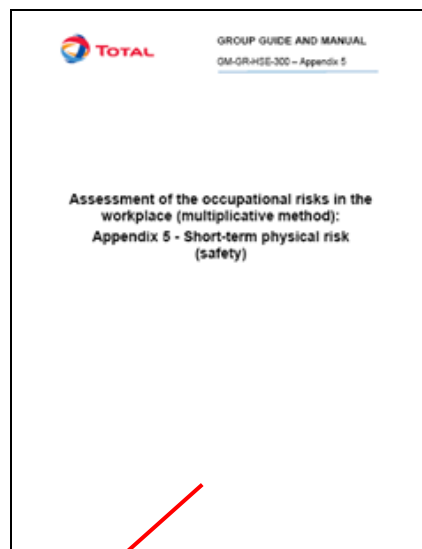 TOTAL
GROUP GUIDE AND MANUAL
GM-GR-HSE-300 – Appendix 5
Assessment of the occupational risks in the
workplace (multiplicative method):
Appendix 5 - Short-term physical risk
(safety)